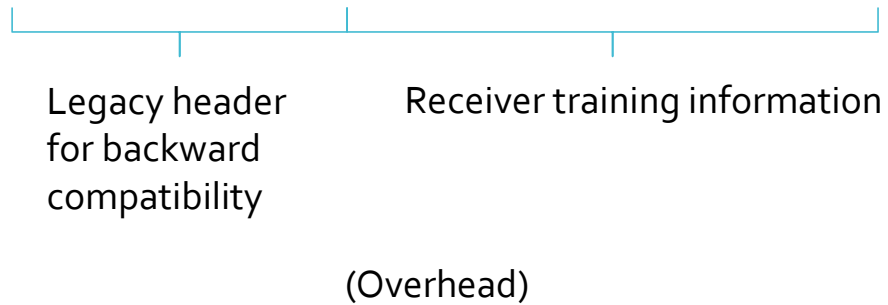 Legacy header
for backward
compatibility
Receiver training information
(Overhead)